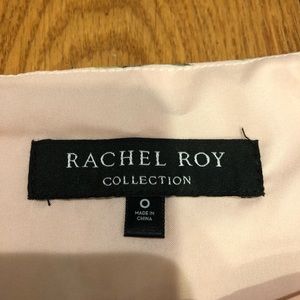 RACHEL ROY
COLLECTION
0
MADE IN
CHINA